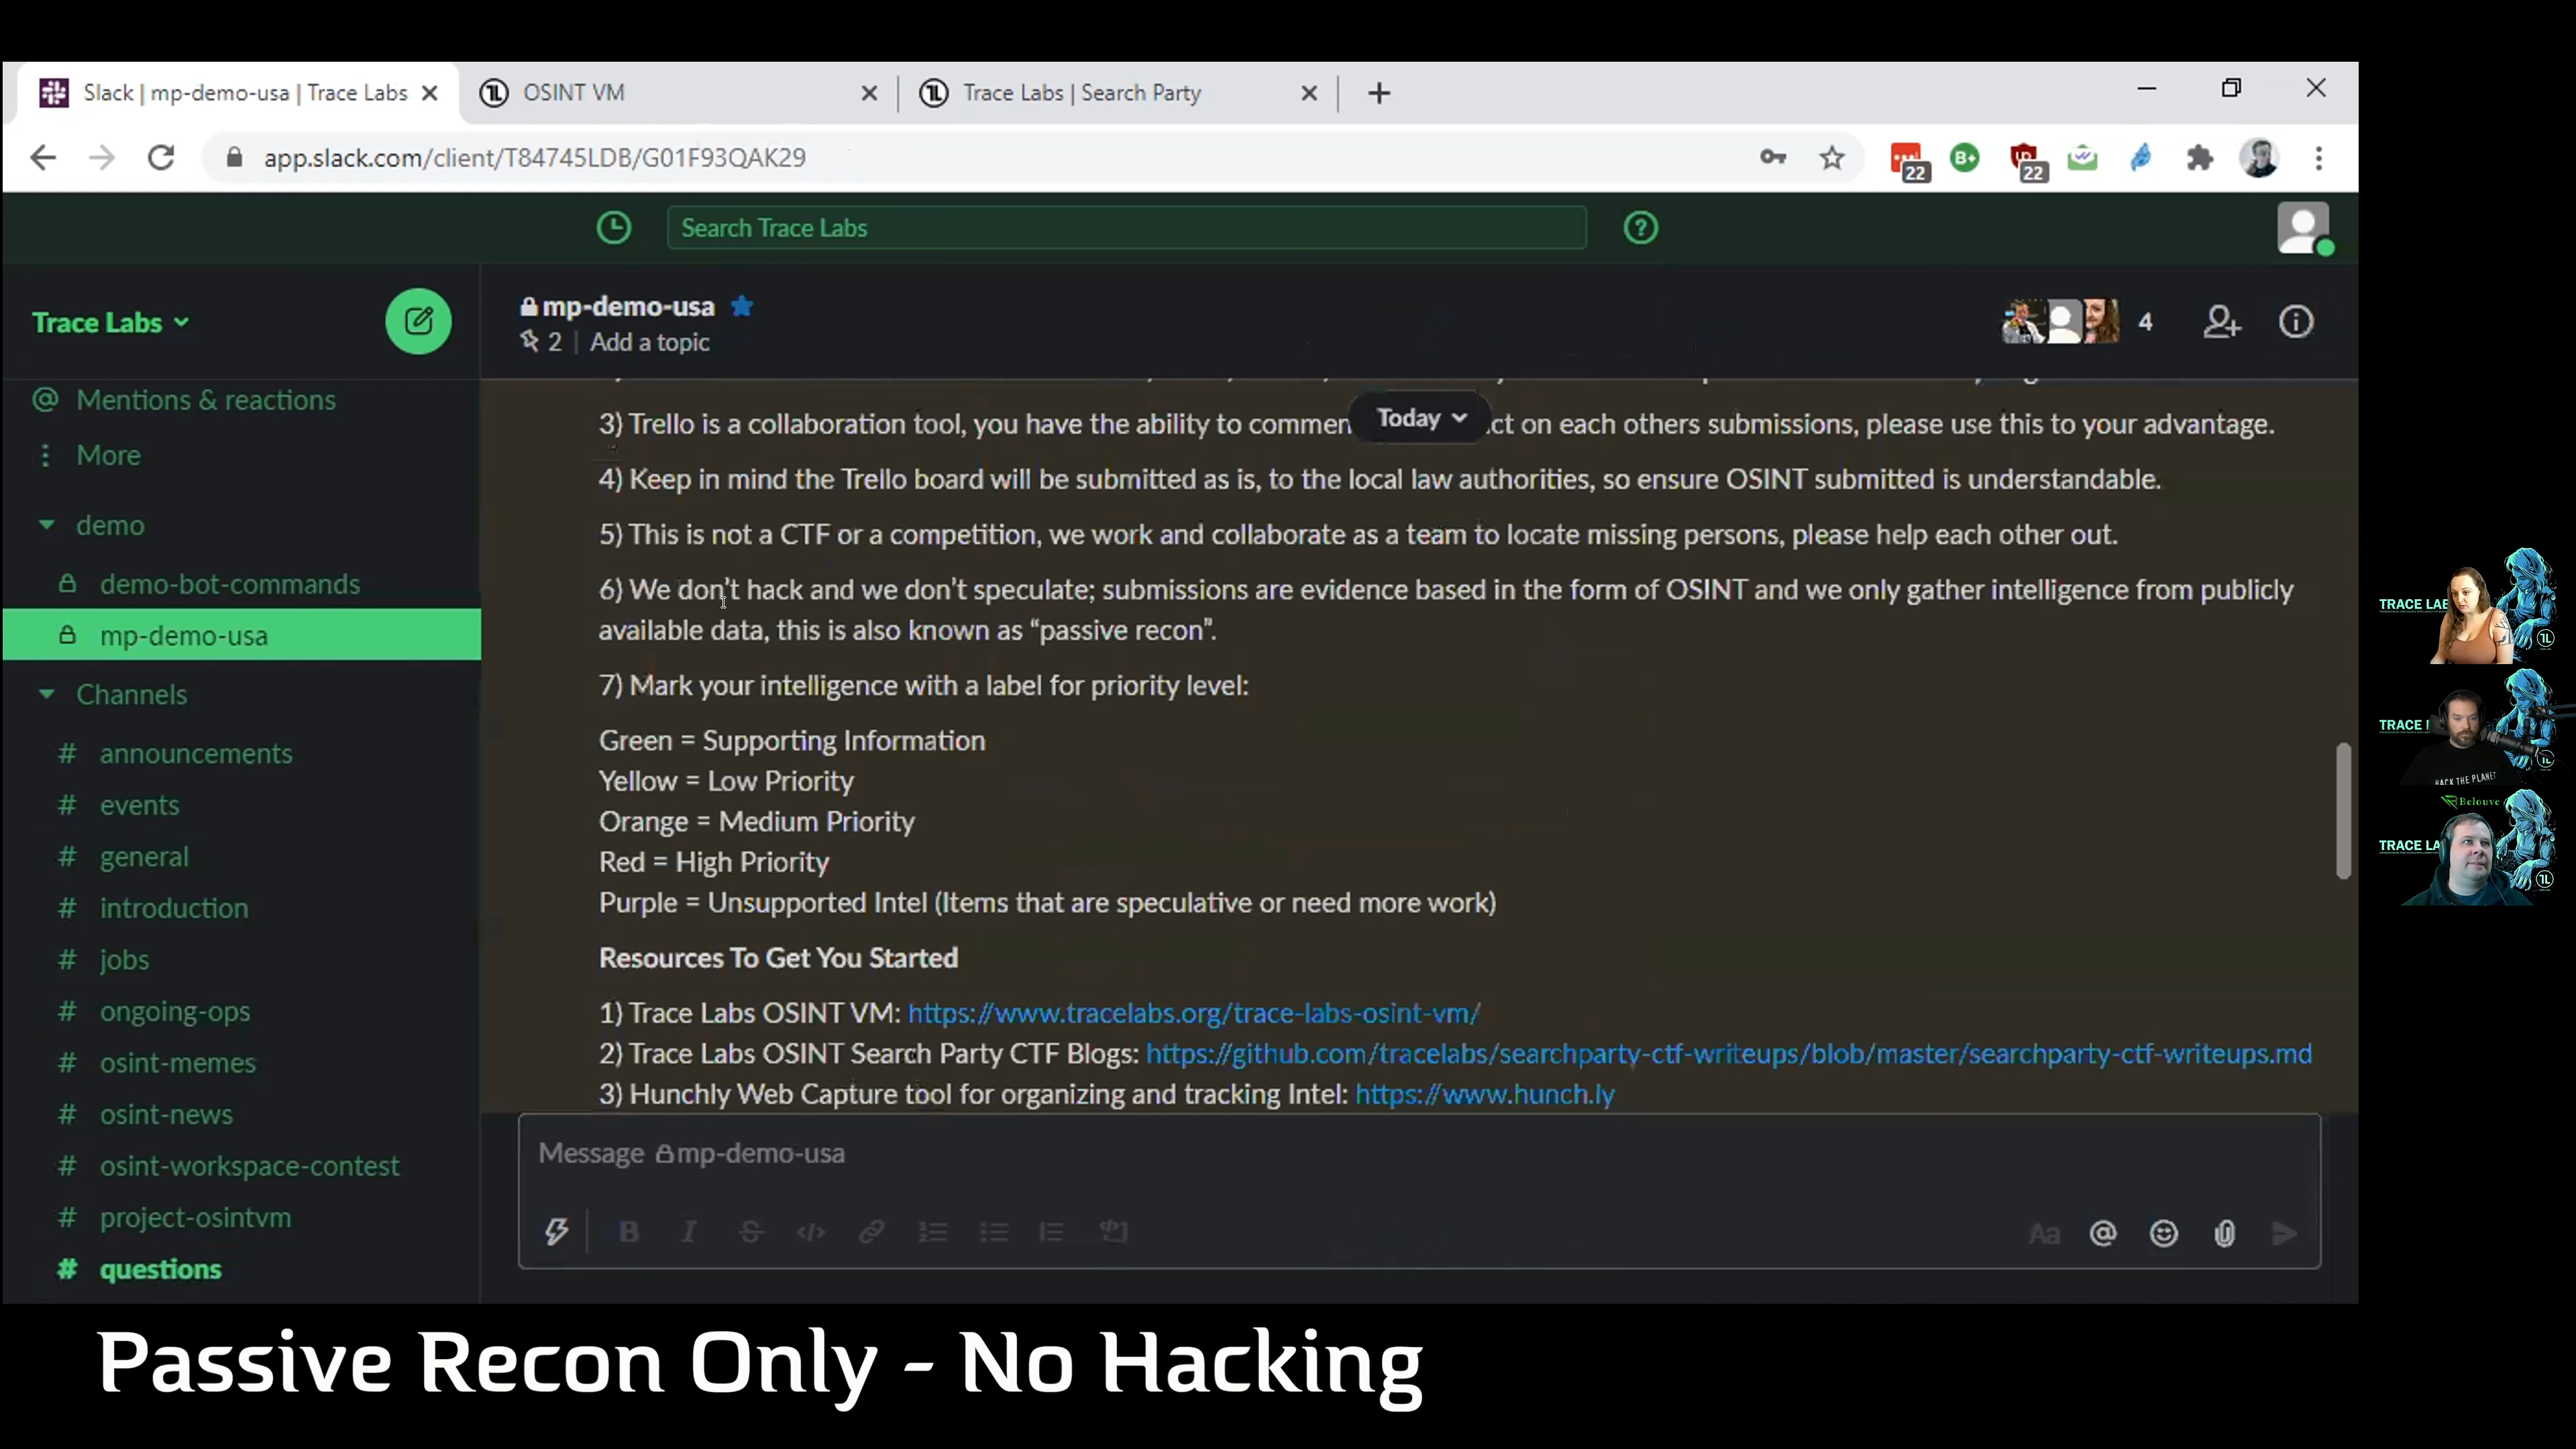 Slack | mp-demo-usa | Trace Labs
OSINT VM
Trace Labs | Search Party
app.slack.com/client/T84745LDB/G01F93QAK29
22
B+
22
Search Trace Labs
Trace Labs
mp-demo-usa
2 | Add a topic
4
Mentions & reactions
More
demo
demo-bot-commands
mp-demo-usa
Channels
# announcements
# events
# general
# introduction
# jobs
# ongoing-ops
# osint-memes
# osint-news
# osint-workspace-contest
# project-osintvm
# questions
Today
3) Trello is a collaboration tool, you have the ability to commen ct on each others submissions, please use this to your advantage.
4) Keep in mind the Trello board will be submitted as is, to the local law authorities, so ensure OSINT submitted is understandable.
5) This is not a CTF or a competition, we work and collaborate as a team to locate missing persons, please help each other out.
6) We don't hack and we don't speculate; submissions are evidence based in the form of OSINT and we only gather intelligence from publicly
available data, this is also known as “passive recon”.
7) Mark your intelligence with a label for priority level:
Green = Supporting Information
Yellow = Low Priority
Orange = Medium Priority
Red = High Priority
Purple = Unsupported Intel (Items that are speculative or need more work)
Resources To Get You Started
1) Trace Labs OSINT VM: https://www.tracelabs.org/trace-labs-osint-vm/
2) Trace Labs OSINT Search Party CTF Blogs: https://github.com/tracelabs/searchparty-ctf-writeups/blob/master/searchparty-ctf-writeups.md
3) Hunchly Web Capture tool for organizing and tracking Intel: https://www.hunch.ly
Message mp-demo-usa
Aa
TRACE LAB
TRACE
HACK THE PLANET
Belouve
TRACE LA
Passive Recon Only - No Hacking